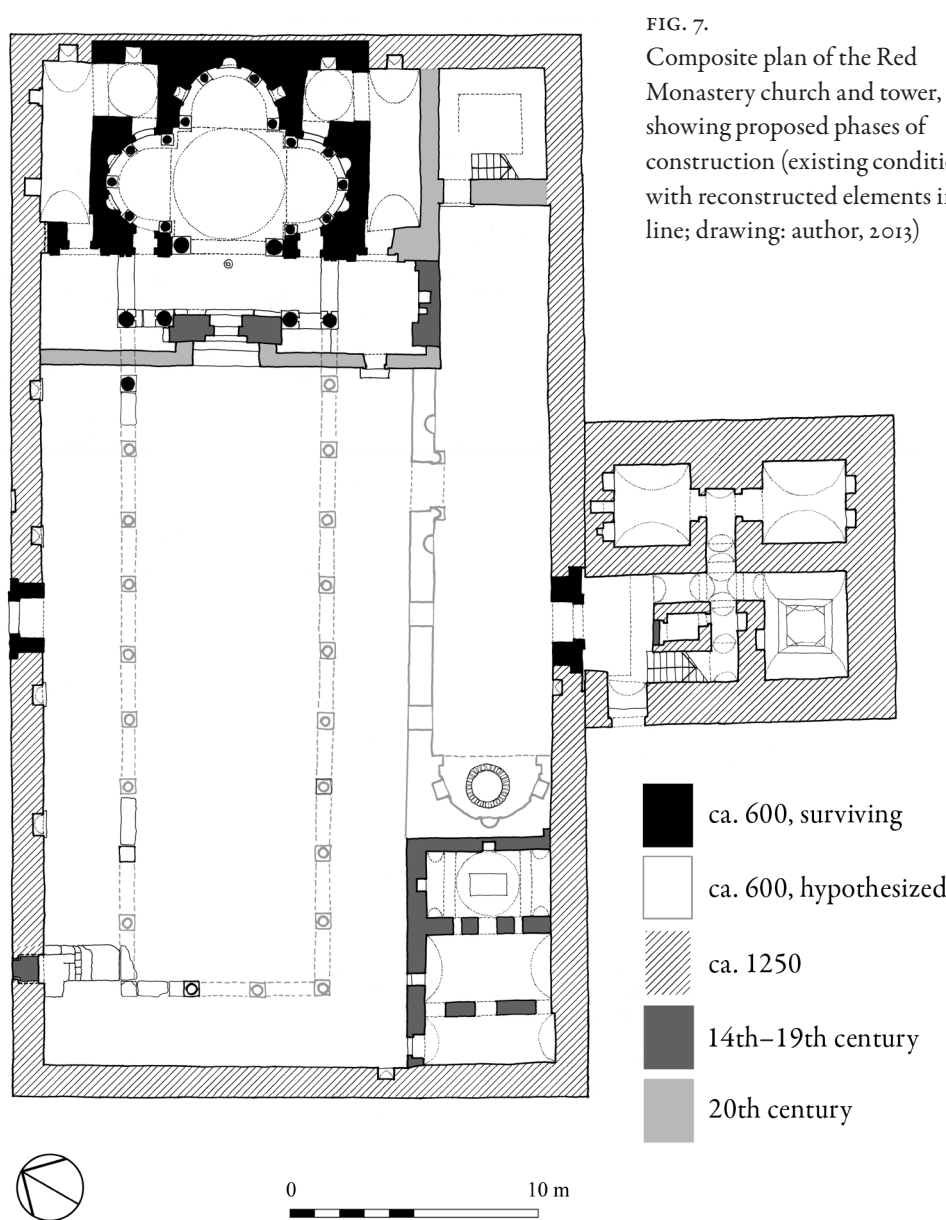 FIG. 7.
Composite plan of the Red
Monastery church and tower,
showing proposed phases of
construction (existing
with reconstructed elements
line; drawing: author, 2013)
ca. 600, surviving
ca. 600, hypothesized
ca. 1250
14th–19th century
20th century
0 10 m